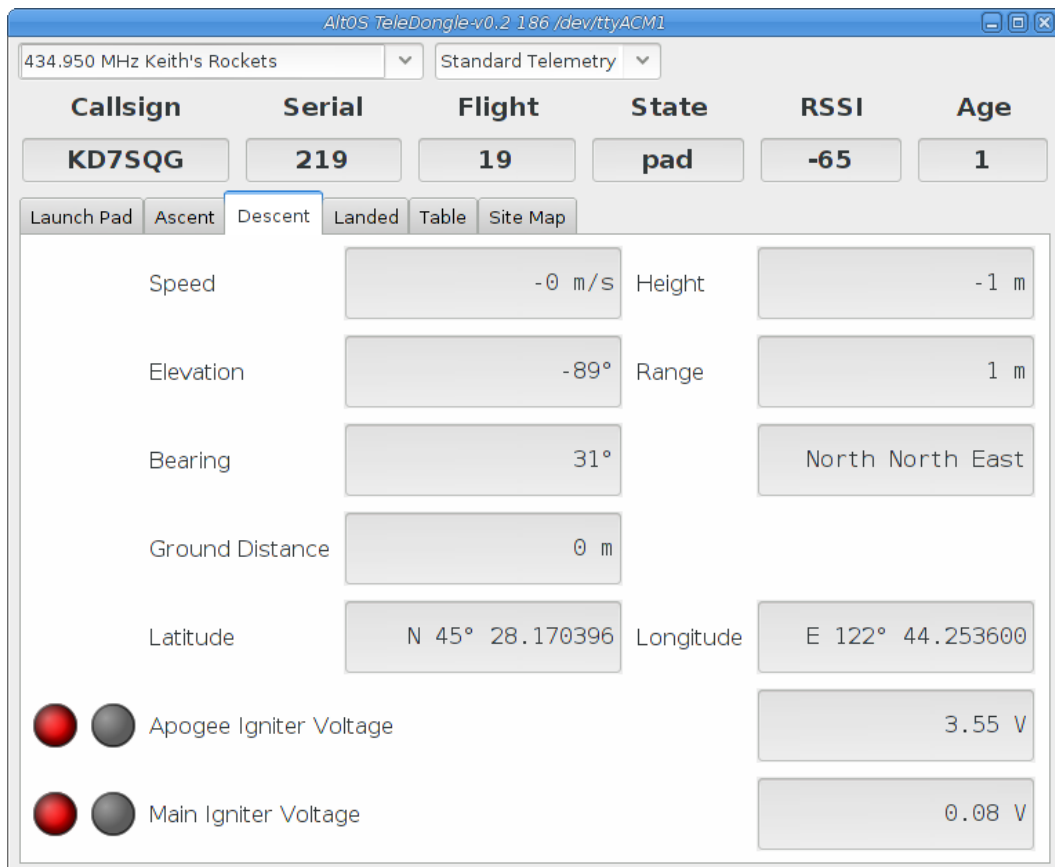 AltOS TeleDongle-v0.2 186 /dev/ttyACM1
434.950 MHz Keith's Rockets Standard Telemetry
Callsign Serial Flight State RSSI Age
KD7SQG 219 19 pad -65 1
Launch Pad Ascent Descent Landed Table Site Map
Speed -0 m/s Height -1 m
Elevation -89° Range 1 m
Bearing 31° North North East
Ground Distance 0 m
Latitude N 45° 28.170396 Longitude E 122° 44.253600
Apogee Igniter Voltage 3.55 V
Main Igniter Voltage 0.08 V